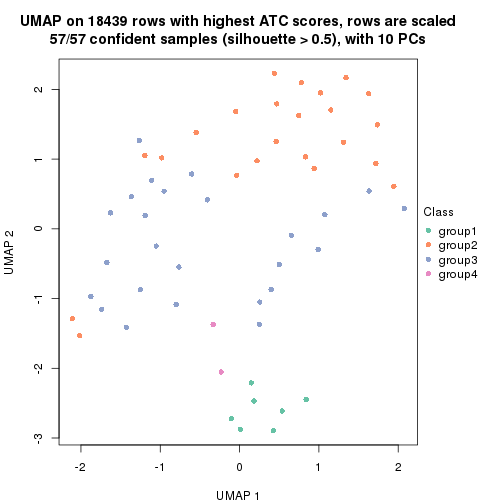 UMAP on 18439 rows with highest ATC scores, rows are scaled
57/57 confident samples (silhouette > 0.5), with 10 PCs
2
1
0
-1
-2
-3
UMAP 2
-2
-1
0
1
2
UMAP 1
Class
group1
group2
group3
group4